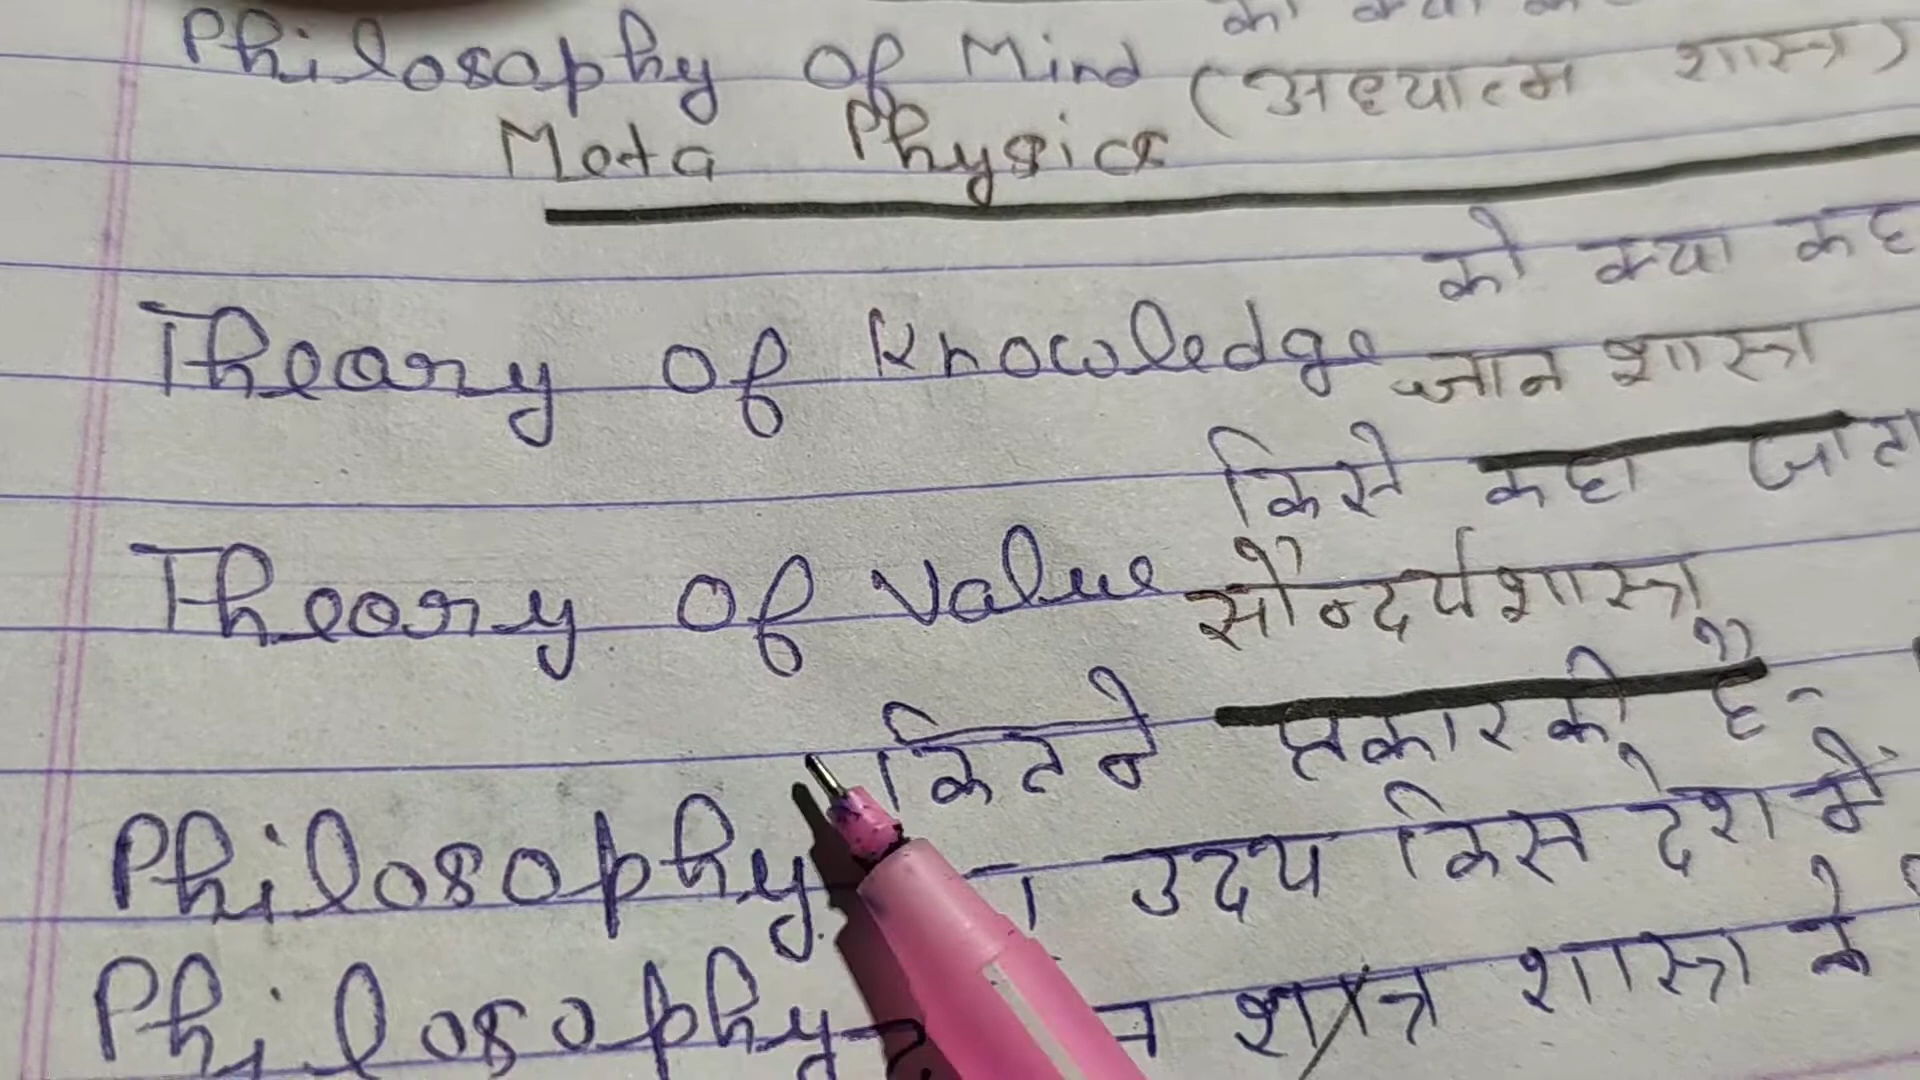 Philosophy of Mind को क्या
(अध्यात्म शास्त्र)
Meta Physics
Theory of Knowledge को क्या कह
ज्ञान शास्त्र
Theory of Value किसे कहा जाता
सौन्दर्यशास्त्र
Philosophy कितने प्रकार की है-
उदय किस देश में
Philosophy शास्त्र के